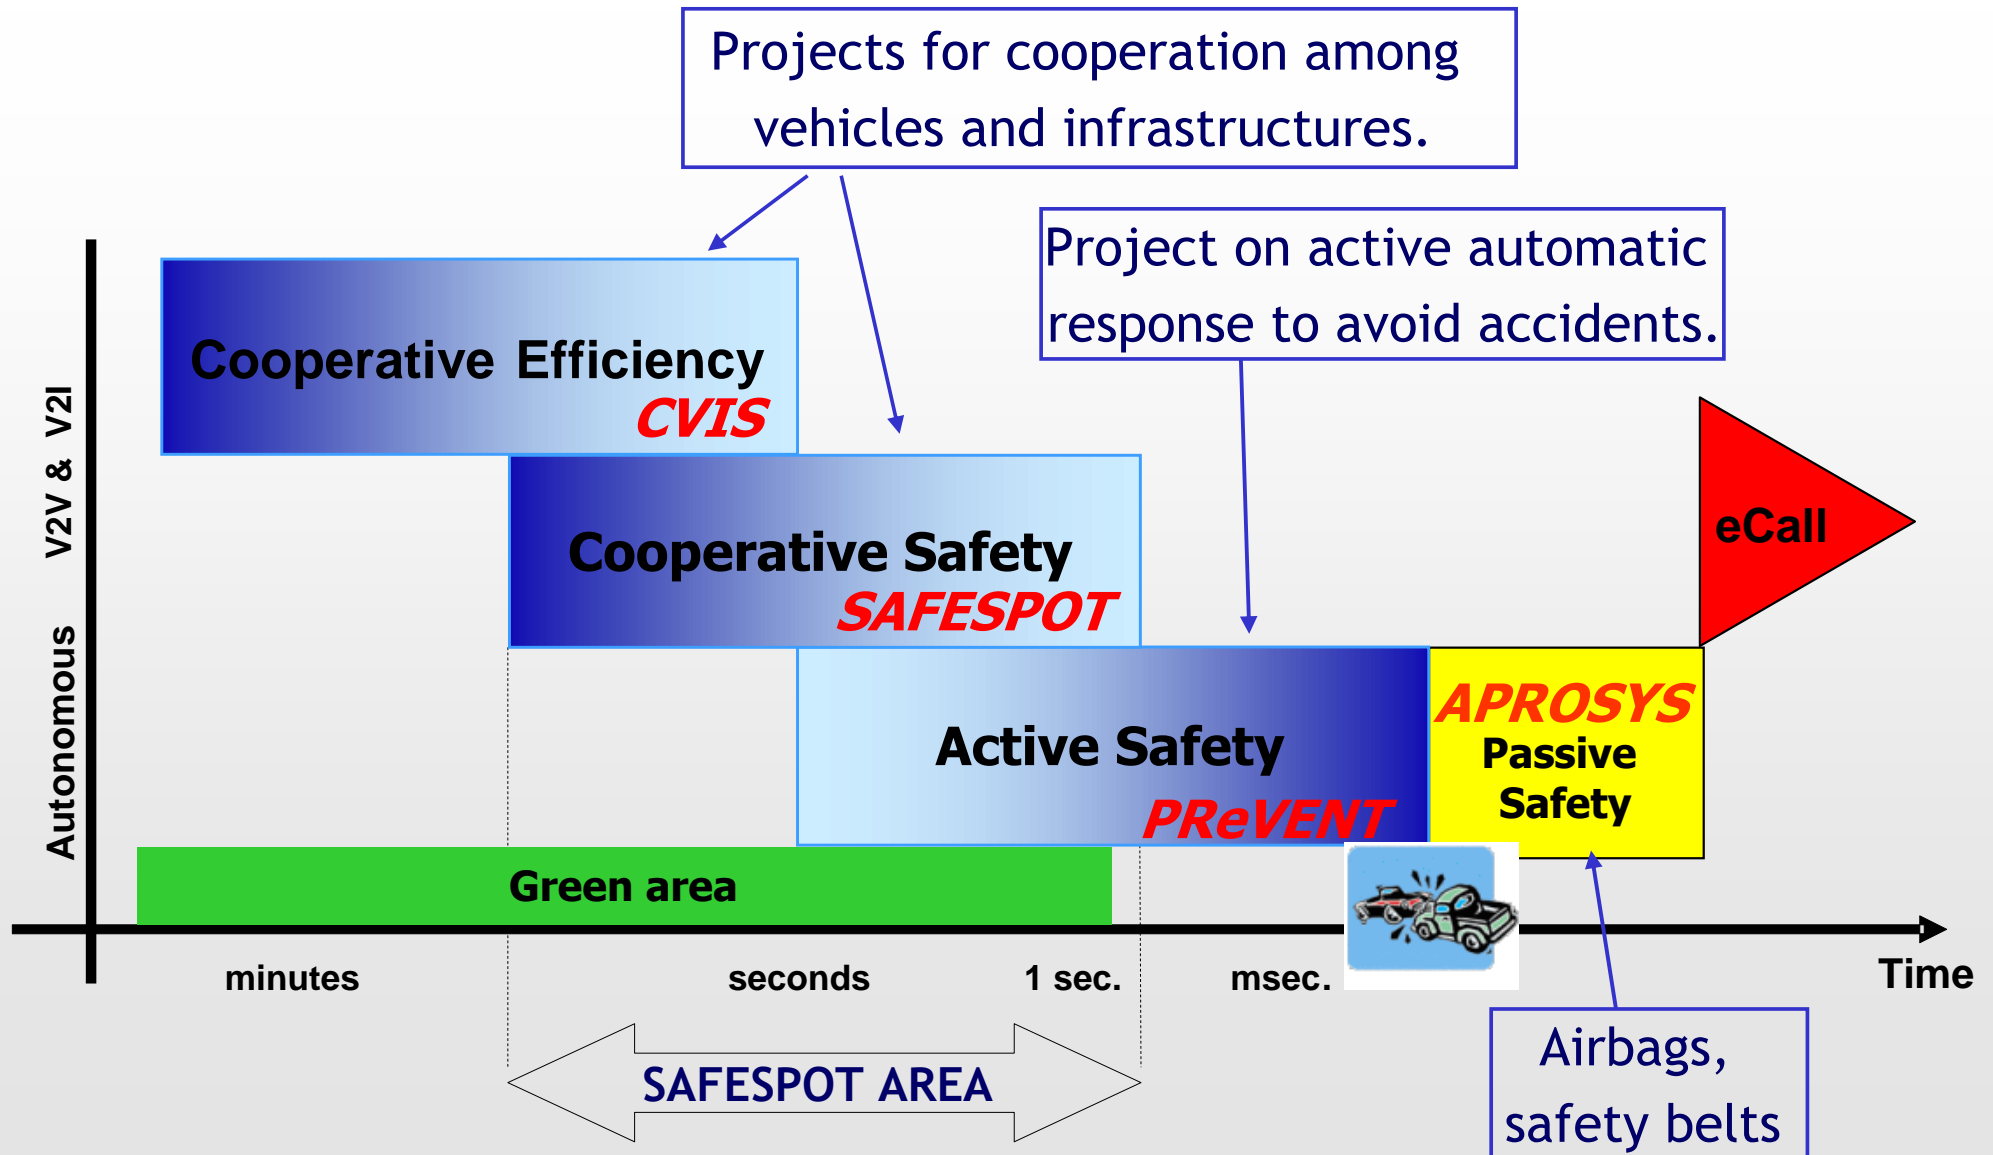 Projects for cooperation among
vehicles and infrastructures.
Project on active automatic
response to avoid accidents.
Cooperative Efficiency
CVIS
Autonomous V2V & V2I
Cooperative Safety
SAFESPOT
eCall
Active Safety
PReVENT
APROSYS
Passive
Safety
Green area
minutes seconds 1 sec. msec. Time
SAFESPOT AREA
Airbags,
safety belts